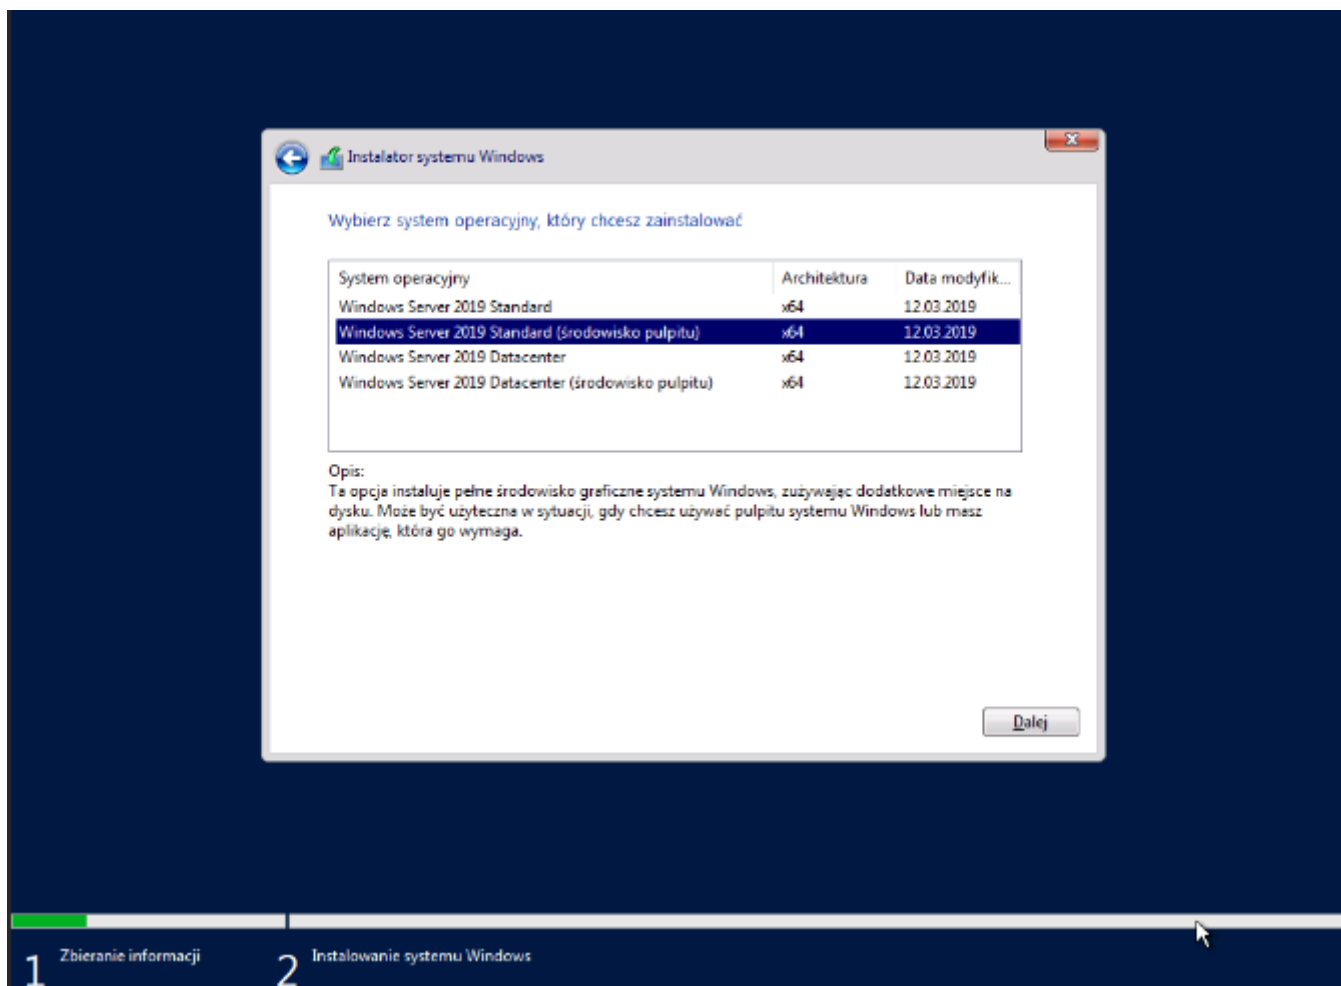 Instalator systemu Windows
Wybierz system operacyjny, który chcesz zainstalować
System operacyjny Architektura Data modyfik...
Windows Server 2019 Standard x64 12.03.2019
Windows Server 2019 Standard (środowisko pulpitu) x64 12.03.2019
Windows Server 2019 Datacenter x64 12.03.2019
Windows Server 2019 Datacenter (środowisko pulpitu) x64 12.03.2019
Opis:
Ta opcja instaluje pełne środowisko graficzne systemu Windows, zużywając dodatkowe miejsce na
dysku. Może być użyteczna w sytuacji, gdy chcesz używać pulpitu systemu Windows lub masz
aplikację, która go wymaga.
Dalej
1 Zbieranie informacji 2 Instalowanie systemu Windows